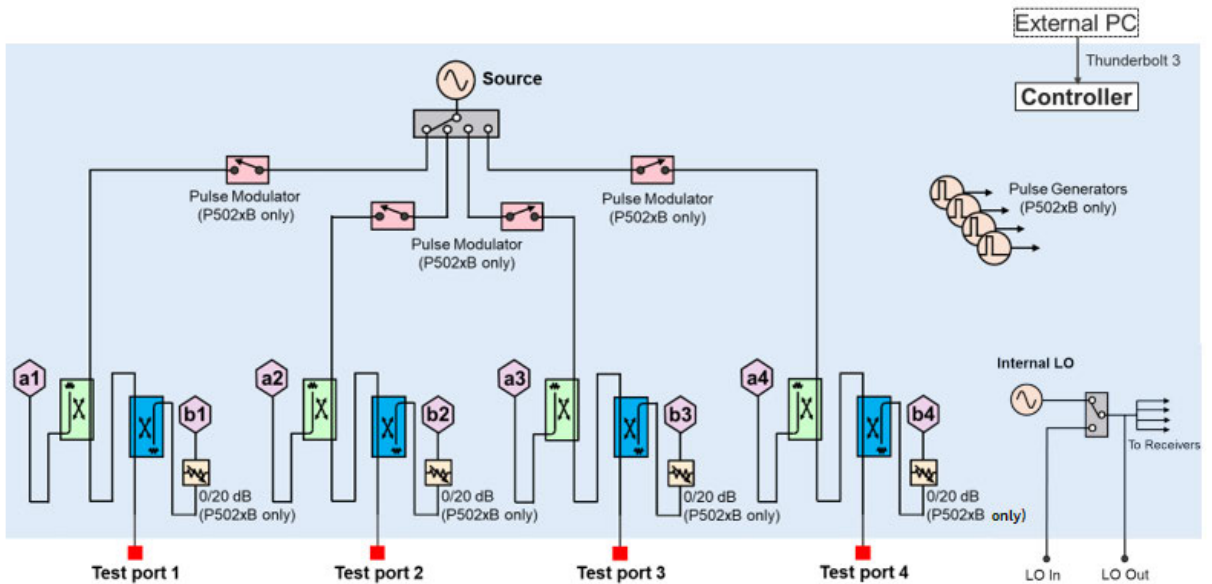 External PC
Thunderbolt 3
Controller
Source
Pulse Modulator
(P502xB only)
Pulse Modulator
(P502xB only)
Pulse Modulator
(P502xB only)
Pulse Generators
(P502xB only)
a1
b1
0/20 dB
(P502xB only)
a2
b2
0/20 dB
(P502xB only)
a3
b3
0/20 dB
(P502xB only)
a4
b4
0/20 dB
(P502xB only)
Internal LO
To Receivers
Test port 1
Test port 2
Test port 3
Test port 4
LO In
LO Out